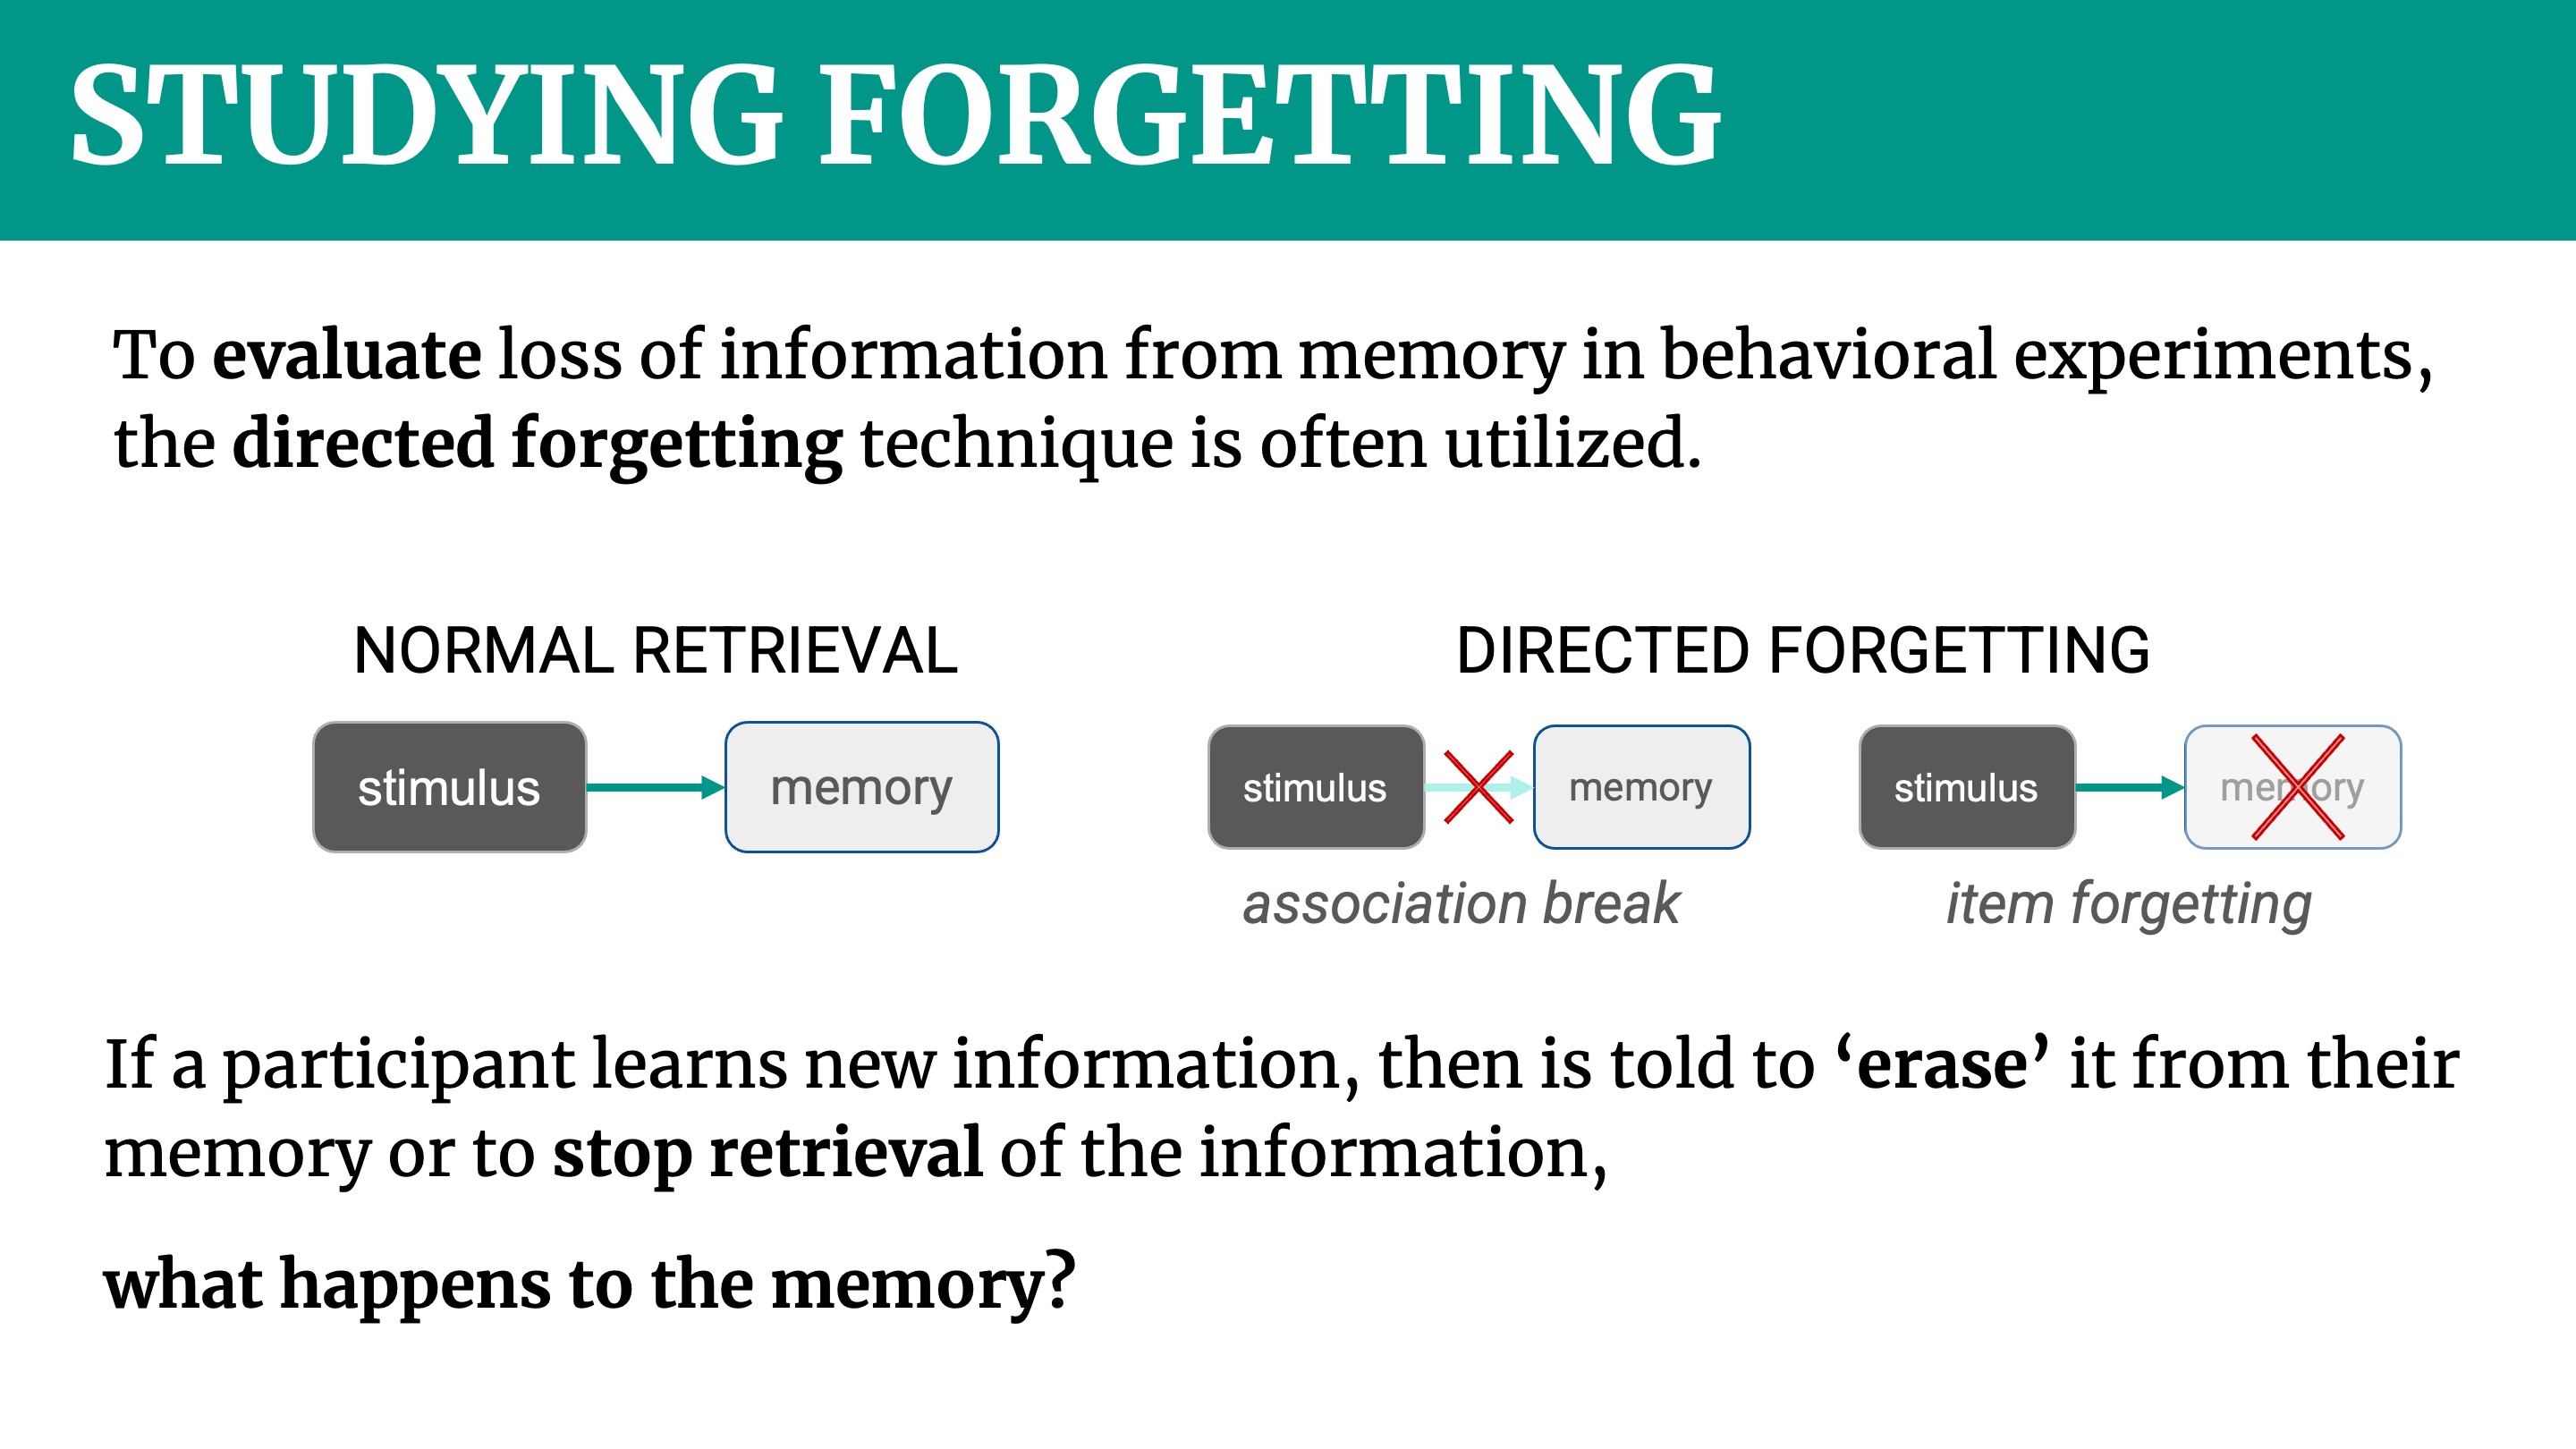 STUDYING FORGETTING
To evaluate loss of information from memory in behavioral experiments,
the directed forgetting technique is often utilized.
NORMAL RETRIEVAL
stimulus
memory
DIRECTED FORGETTING
stimulus
memory
association break
stimulus
memory
item forgetting
If a participant learns new information, then is told to ‘erase’ it from their
memory or to stop retrieval of the information,
what happens to the memory?